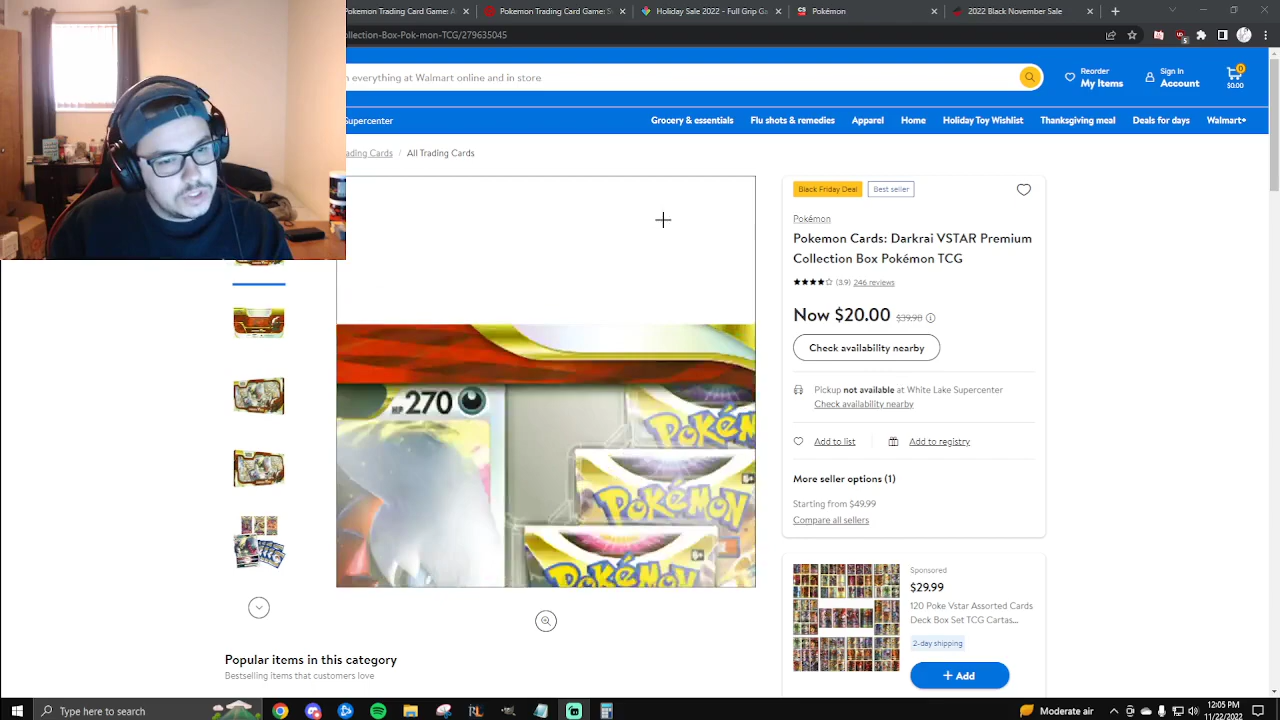 Pokémon Trading Card Games A
Pokemon Trading Card Games: S
Holiday Sale 2022 - Full Grip Ga
Pokemon
2022 Black November Sale
ollection-Box-Pok-mon-TCG/279635045
h everything at Walmart online and in store
Reorder
My Items
Sign In
Account
0
$0.00
Supercenter
Grocery & essentials
Flu shots & remedies
Apparel
Home
Holiday Toy Wishlist
Thanksgiving meal
Deals for days
Walmart+
ading Cards / All Trading Cards
Black Friday Deal
Best seller
Pokémon
Pokemon Cards: Darkrai VSTAR Premium
Collection Box Pokémon TCG
(3.9) 246 reviews
Now $20.00 $39.98
Check availability nearby
Pickup not available at White Lake Supercenter
Check availability nearby
Add to list
Add to registry
More seller options (1)
Starting from $49.99
Compare all sellers
HP 270
POKéM
POKéMON
POKéMON
Sponsored
$29.99
120 Poke Vstar Assorted Cards
Deck Box Set TCG Cartas...
2-day shipping
+ Add
Popular items in this category
Bestselling items that customers love
Type here to search
Moderate air
12:05 PM
11/22/2022